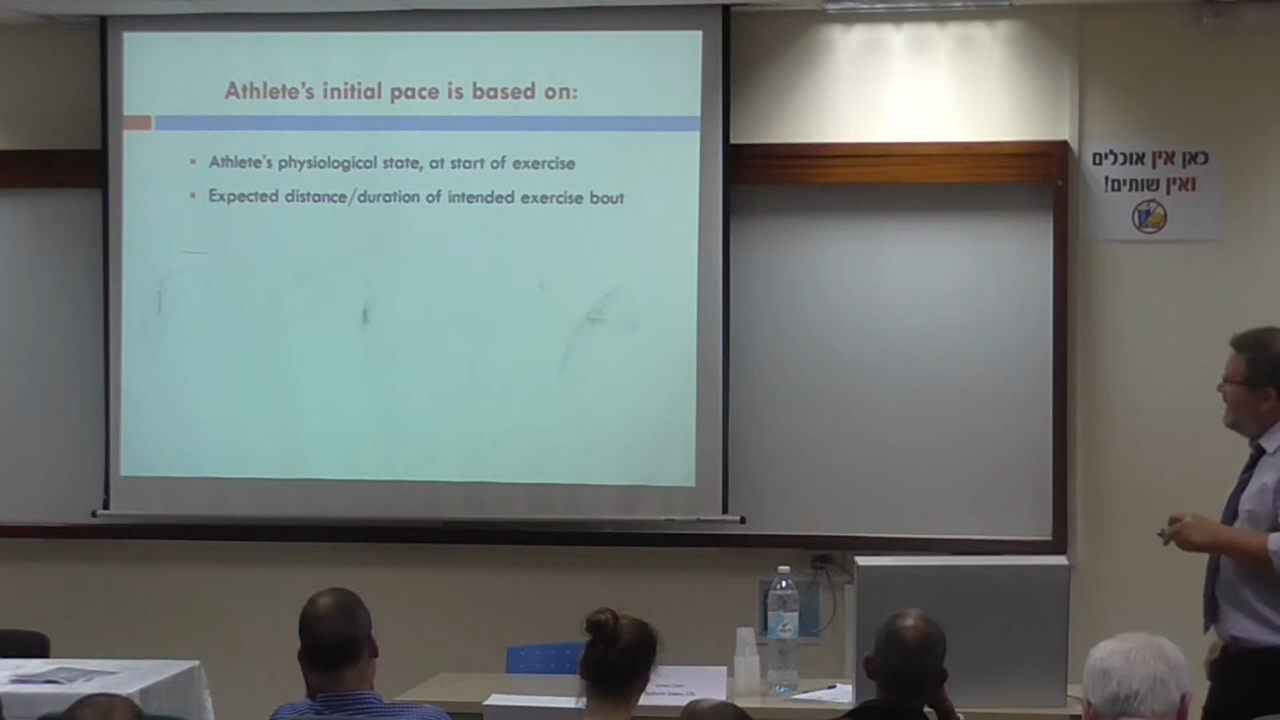 Athlete's initial pace is based on:
Athlete's physiological state, at start of exercise
Expected distance/duration of intended exercise bout
כאן אין אוכלים
ואין שותים!